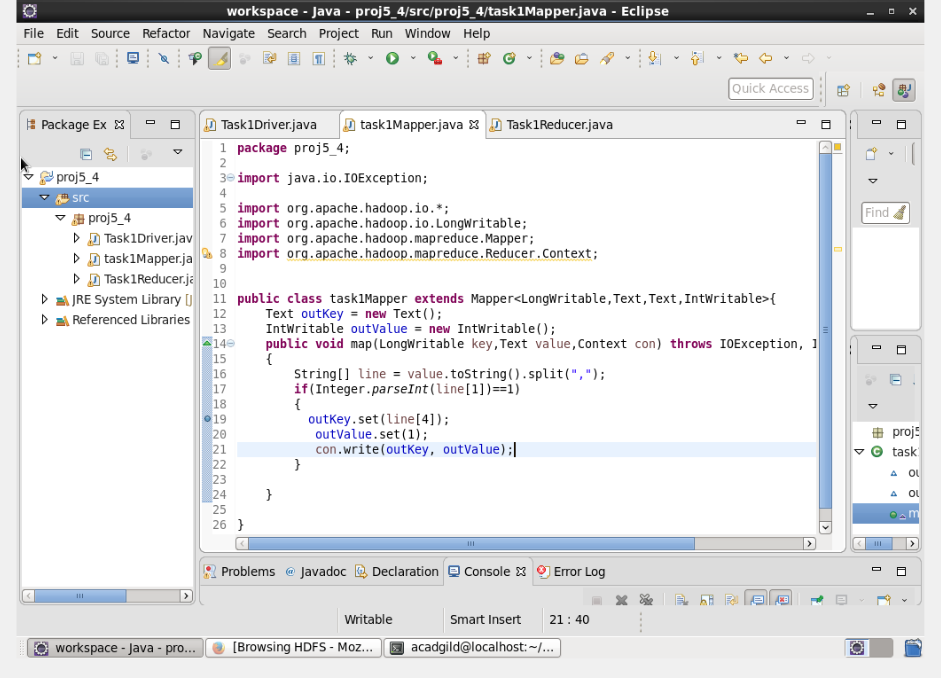 workspace - Java - proj5_4/src/proj5_4/task1Mapper.java - Eclipse
File Edit Source Refactor Navigate Search Project Run Window Help
Quick Access
Package Ex
Task1Driver.java
task1Mapper.java
Task1Reducer.java
proj5_4
src
proj5_4
Task1Driver.jav
task1Mapper.ja
Task1Reducer.ja
JRE System Library [J
Referenced Libraries
1 package proj5_4;
2
3 import java.io.IOException;
4
5 import org.apache.hadoop.io.*;
6 import org.apache.hadoop.io.LongWritable;
7 import org.apache.hadoop.mapreduce.Mapper;
8 import org.apache.hadoop.mapreduce.Reducer.Context;
9
10
11 public class task1Mapper extends Mapper<LongWritable,Text,Text,IntWritable>{
12 Text outKey = new Text();
13 IntWritable outValue = new IntWritable();
14 public void map(LongWritable key,Text value,Context con) throws IOException, I
15 {
16 String[] line = value.toString().split(",");
17 if(Integer.parseInt(line[1])==1)
18 {
19 outKey.set(line[4]);
20 outValue.set(1);
21 con.write(outKey, outValue);
22 }
23
24 }
25
26 }
Find
proj5
task
ou
ou
m
Problems
@ Javadoc
Declaration
Console
Error Log
Writable
Smart Insert
21 : 40
workspace - Java - pro...
[Browsing HDFS - Moz...
acadgild@localhost:~/...